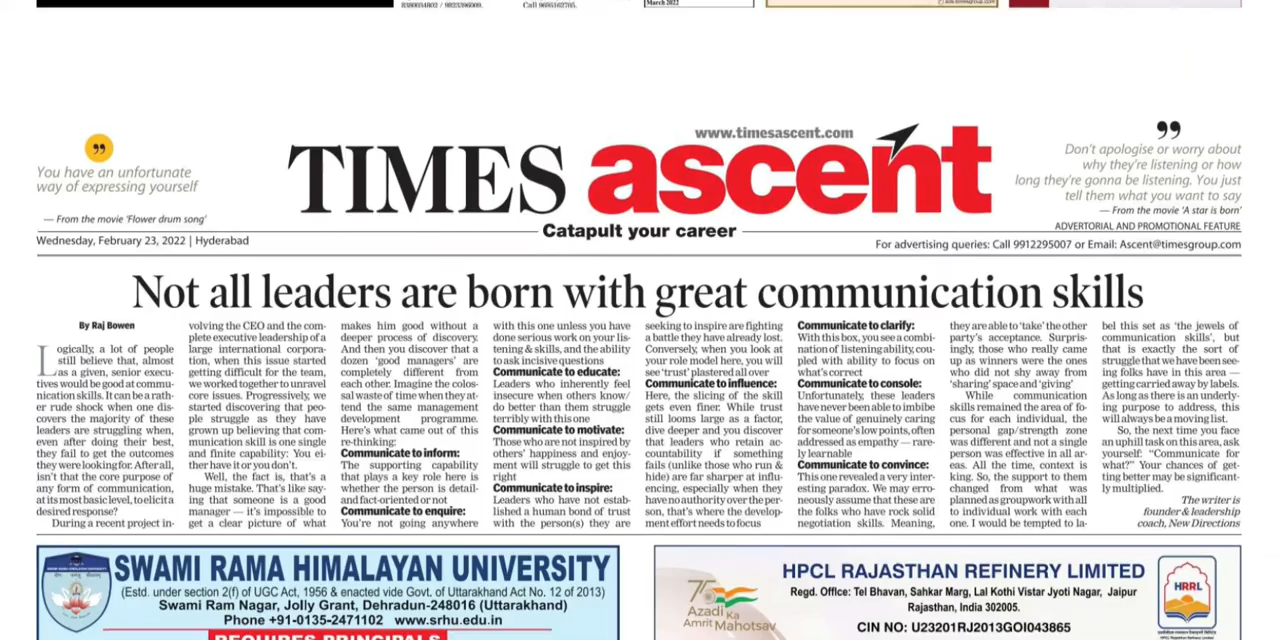 8380034802 / 9823396009.
Call 9695162705.
March 2022
www.timesascent.com
You have an unfortunate
way of expressing yourself
— From the movie 'Flower drum song'
TIMES ascent
Catapult your career
Don't apologise or worry about
why they're listening or how
long they're gonna be listening. You just
tell them what you want to say
— From the movie 'A star is born'
ADVERTORIAL AND PROMOTIONAL FEATURE
Wednesday, February 23, 2022 | Hyderabad
For advertising queries: Call 9912295007 or Email: Ascent@timesgroup.com
Not all leaders are born with great communication skills
By Raj Bowen
Logically, a lot of people
still believe that, almost
as a given, senior execu-
tives would be good at commu-
nication skills. It can be a rath-
er rude shock when one dis-
covers the majority of these
leaders are struggling when,
even after doing their best,
they fail to get the outcomes
they were looking for. After all,
isn't that the core purpose of
any form of communication,
at its most basic level, to elicit a
desired response?
During a recent project in-
volving the CEO and the com-
plete executive leadership of a
large international corpora-
tion, when this issue started
getting difficult for the team,
we worked together to unravel
core issues. Progressively, we
started discovering that peo-
ple struggle as they have
grown up believing that com-
munication skill is one single
and finite capability: You ei-
ther have it or you don't.
Well, the fact is, that's a
huge mistake. That's like say-
ing that someone is a good
manager — it's impossible to
get a clear picture of what
makes him good without a
deeper process of discovery.
And then you discover that a
dozen 'good managers' are
completely different from
each other. Imagine the colos-
sal waste of time when they at-
tend the same management
development programme.
Here's what came out of this
re-thinking:
Communicate to inform:
The supporting capability
that plays a key role here is
whether the person is detail-
and fact-oriented or not
Communicate to enquire:
You're not going anywhere
with this one unless you have
done serious work on your lis-
tening & skills, and the ability
to ask incisive questions
Communicate to educate:
Leaders who inherently feel
insecure when others know/
do better than them struggle
terribly with this one
Communicate to motivate:
Those who are not inspired by
others' happiness and enjoy-
ment will struggle to get this
right
Communicate to inspire:
Leaders who have not estab-
lished a human bond of trust
with the person(s) they are
seeking to inspire are fighting
a battle they have already lost.
Conversely, when you look at
your role model here, you will
see 'trust' plastered all over
Communicate to influence:
Here, the slicing of the skill
gets even finer. While trust
still looms large as a factor,
dive deeper and you discover
that leaders who retain ac-
countability if something
fails (unlike those who run &
hide) are far sharper at influ-
encing, especially when they
have no authority over the per-
son, that's where the develop-
ment effort needs to focus
Communicate to clarify:
With this box, you see a combi-
nation of listening ability, cou-
pled with ability to focus on
what's correct
Communicate to console:
Unfortunately, these leaders
have never been able to imbibe
the value of genuinely caring
for someone's low points, often
addressed as empathy — rare-
ly learnable
Communicate to convince:
This one revealed a very inter-
esting paradox. We may erro-
neously assume that these are
the folks who have rock solid
negotiation skills. Meaning,
they are able to 'take' the other
party's acceptance. Surpris-
ingly, those who really came
up as winners were the ones
who did not shy away from
'sharing' space and 'giving'
While communication
skills remained the area of fo-
cus for each individual, the
personal gap/strength zone
was different and not a single
person was effective in all ar-
eas. All the time, context is
king. So, the support to them
changed from what was
planned as groupwork with all
to individual work with each
one. I would be tempted to la-
bel this set as 'the jewels of
communication skills', but
that is exactly the sort of
struggle that we have been see-
ing folks have in this area —
getting carried away by labels.
As long as there is an underly-
ing purpose to address, this
will always be a moving list.
So, the next time you face
an uphill task on this area, ask
yourself: "Communicate for
what?" Your chances of get-
ting better may be significant-
ly multiplied.
The writer is
founder & leadership
coach, New Directions
SWAMI RAMA HIMALAYAN UNIVERSITY
(Estd. under section 2(f) of UGC Act, 1956 & enacted vide Govt. of Uttarakhand Act No. 12 of 2013)
Swami Ram Nagar, Jolly Grant, Dehradun-248016 (Uttarakhand)
Phone +91-0135-2471102 www.srhu.edu.in
REQUIRES PRINCIPALS
75
Azadi Ka
Amrit Mahotsav
HPCL RAJASTHAN REFINERY LIMITED
Regd. Office: Tel Bhavan, Sahkar Marg, Lal Kothi Vistar Jyoti Nagar, Jaipur
Rajasthan, India 302005.
CIN NO: U23201RJ2013GOI043865
HRRL